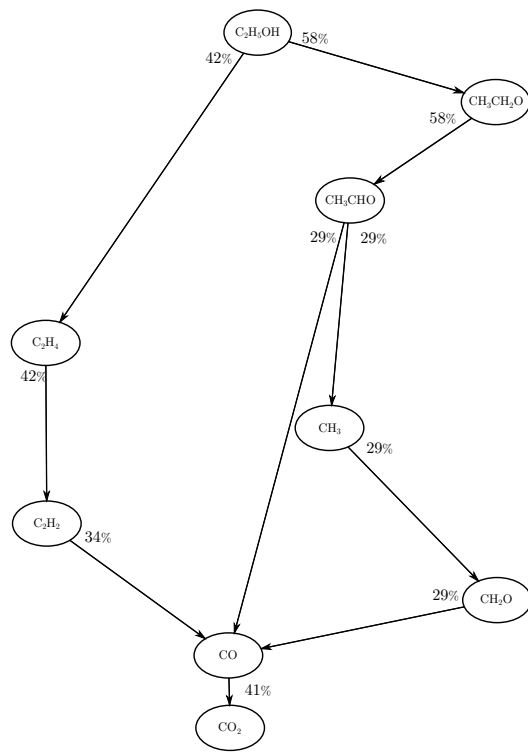 C₂H₅OH
58%
42%
CH₃CH₂O
58%
CH₃CHO
29%
29%
C₂H₄
42%
CH₃
29%
C₂H₂
34%
29%
CH₂O
CO
41%
CO₂